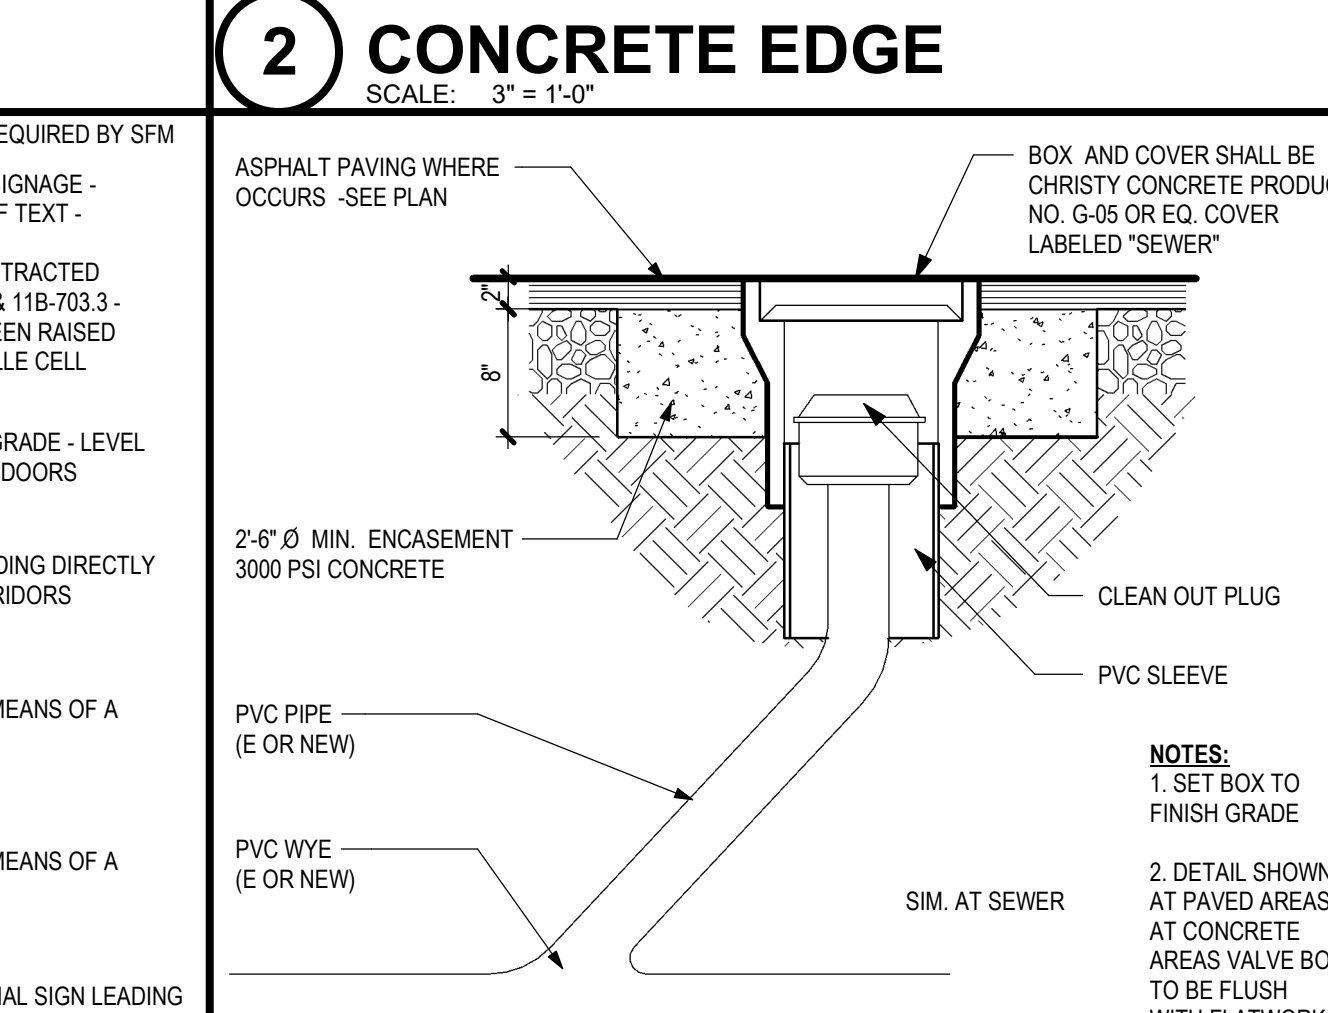 2 CONCRETE EDGE
SCALE: 3" = 1'-0"
REQUIRED BY SFM
SIGNAGE -
F TEXT -
TRACTED
& 11B-703.3 -
EEN RAISED
LLE CELL
GRADE - LEVEL
DOORS
DING DIRECTLY
RIDORS
MEANS OF A
MEANS OF A
IAL SIGN LEADING
ASPHALT PAVING WHERE
OCCURS -SEE PLAN
BOX AND COVER SHALL BE
CHRISTY CONCRETE PRODUC
NO. G-05 OR EQ. COVER
LABELED "SEWER"
2"
8"
2'-6" Ø MIN. ENCASEMENT
3000 PSI CONCRETE
CLEAN OUT PLUG
PVC SLEEVE
PVC PIPE
(E OR NEW)
PVC WYE
(E OR NEW)
SIM. AT SEWER
NOTES:
1. SET BOX TO
FINISH GRADE
2. DETAIL SHOWN
AT PAVED AREAS
AT CONCRETE
AREAS VALVE BO
TO BE FLUSH
WITH FLATWORK